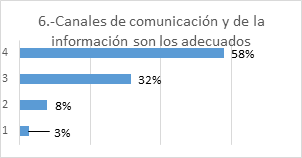 6.-Canales de comunicación y de la
información son los adecuados
4 58%
3 32%
2 8%
1 3%